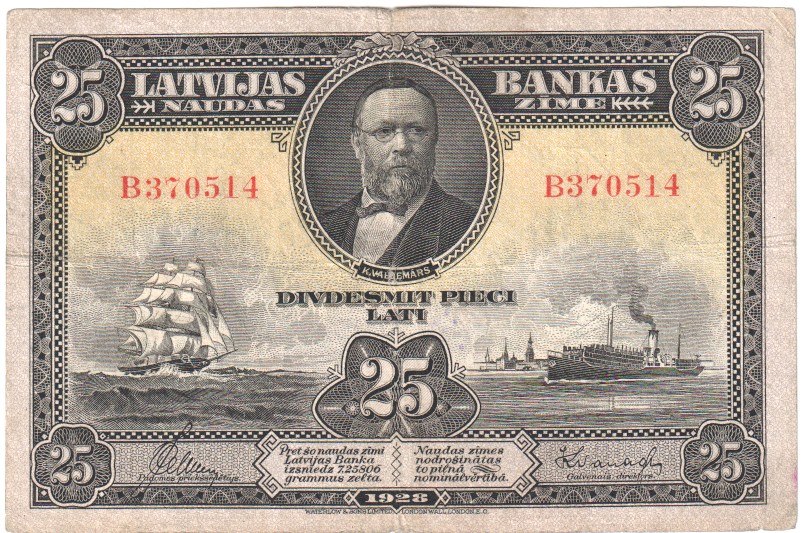 25 LATVIJAS BANKAS 25
NAUDAS ZIME
B370514 B370514
K.VALDEMARS
DIVDESMIT PIECI
LATI
25
25
Pret šo naudas zīmi
Latvijas Banka
izsniedz 7,25806
grammus zelta.
Naudas zīmes
nodrošinātas
to pilnā
nominālvērtībā.
25
Padomes priekšsēdētājs.
Galvenais direktors.
1928
WATERLOW & SONS LIMITED, LONDON WALL, LONDON, E.C.